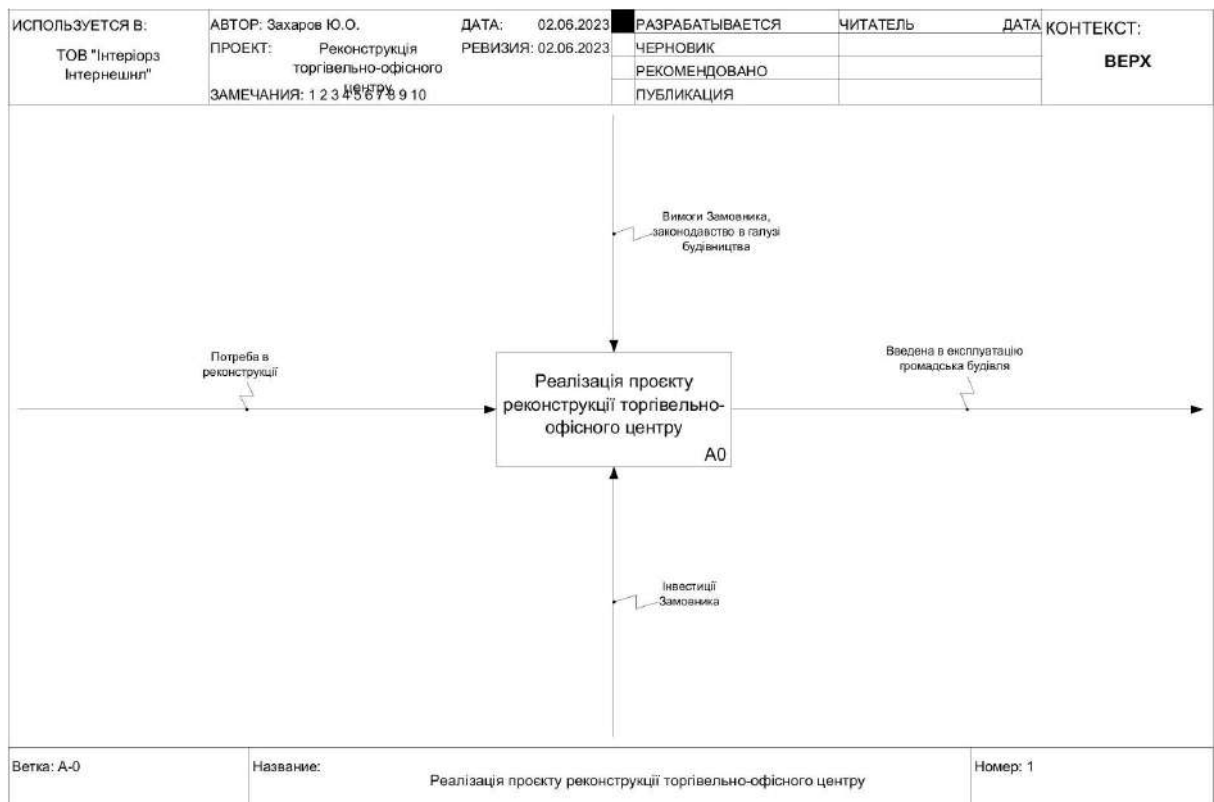 ИСПОЛЬЗУЕТСЯ В:
ТОВ "Інтеріорз
Інтернешнл"
АВТОР: Захаров Ю.О.
ДАТА: 02.06.2023
ПРОЕКТ: Реконструкція
торгівельно-офісного
центру
РЕВИЗИЯ: 02.06.2023
ЗАМЕЧАНИЯ: 1 2 3 4 5 6 7 8 9 10
РАЗРАБАТЫВАЕТСЯ
ЧЕРНОВИК
РЕКОМЕНДОВАНО
ПУБЛИКАЦИЯ
ЧИТАТЕЛЬ ДАТА
КОНТЕКСТ:
ВЕРХ
Вимоги Замовника,
законодавство в галузі
будівництва
Потреба в
реконструкції
Реалізація проєкту
реконструкції торгівельно-
офісного центру
A0
Введена в експлуатацію
громадська будівля
Інвестиції
Замовника
Ветка: A-0
Название:
Реалізація проєкту реконструкції торгівельно-офісного центру
Номер: 1